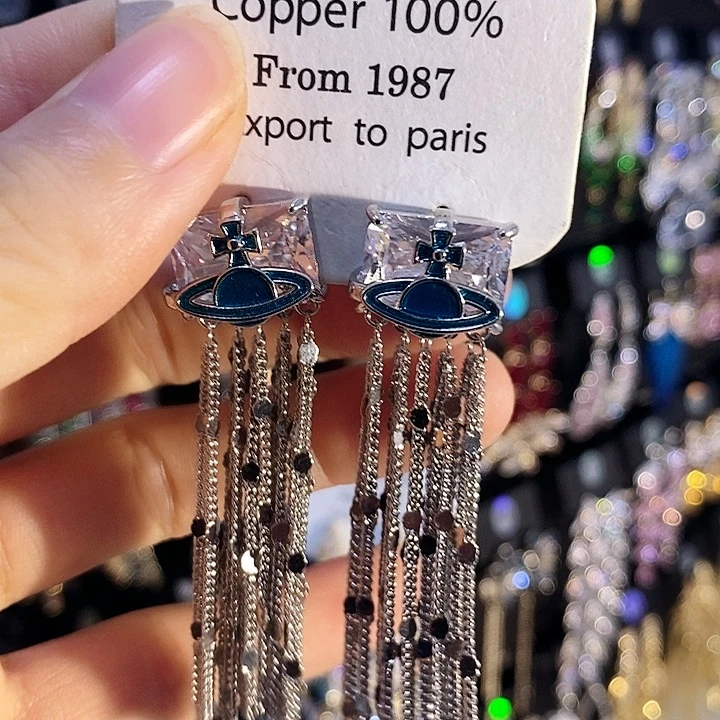 Copper 100%
From 1987
xport to paris